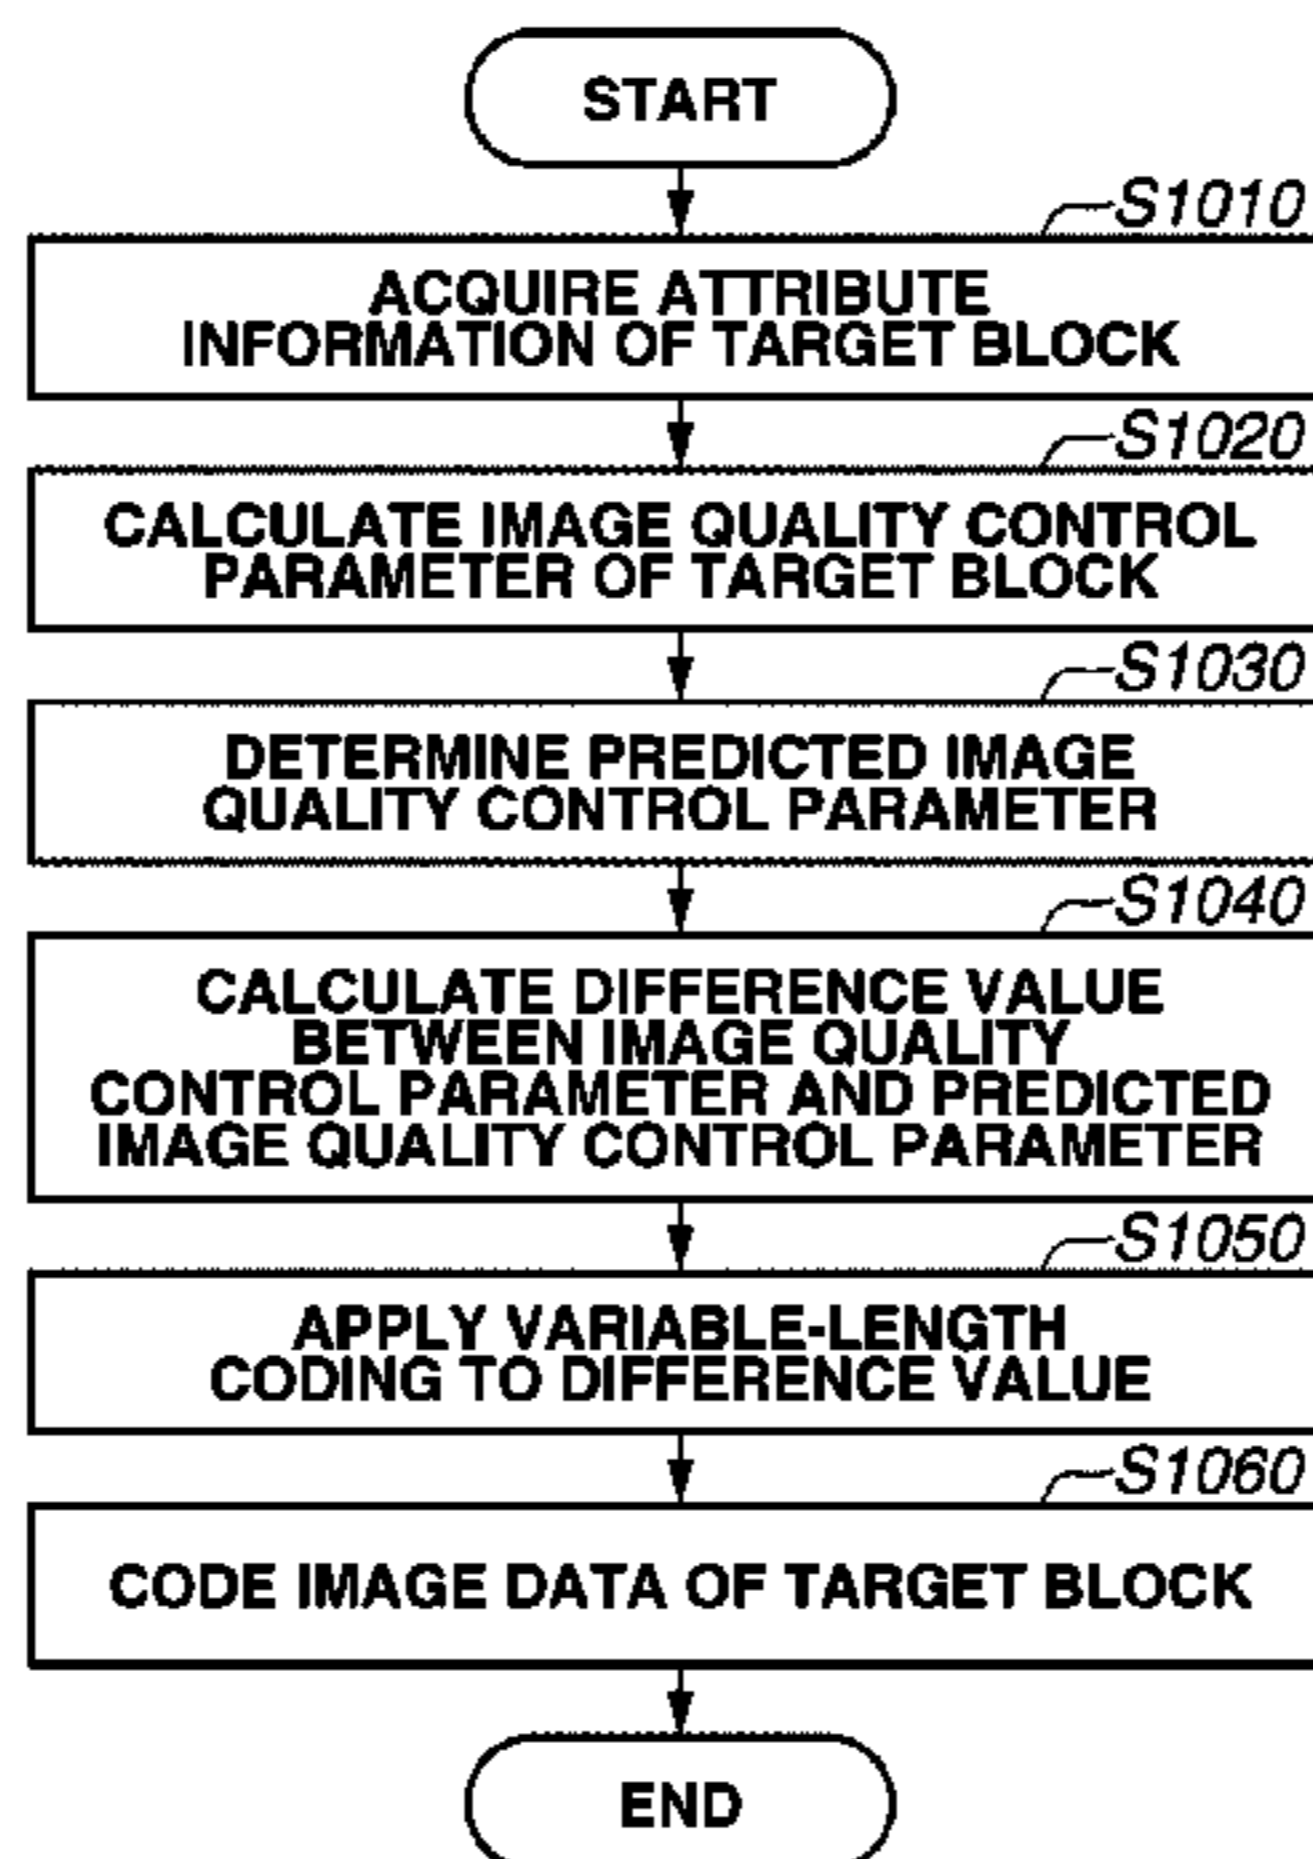 START
S1010
ACQUIRE ATTRIBUTE
INFORMATION OF TARGET BLOCK
S1020
CALCULATE IMAGE QUALITY CONTROL
PARAMETER OF TARGET BLOCK
S1030
DETERMINE PREDICTED IMAGE
QUALITY CONTROL PARAMETER
S1040
CALCULATE DIFFERENCE VALUE
BETWEEN IMAGE QUALITY
CONTROL PARAMETER AND PREDICTED
IMAGE QUALITY CONTROL PARAMETER
S1050
APPLY VARIABLE-LENGTH
CODING TO DIFFERENCE VALUE
S1060
CODE IMAGE DATA OF TARGET BLOCK
END